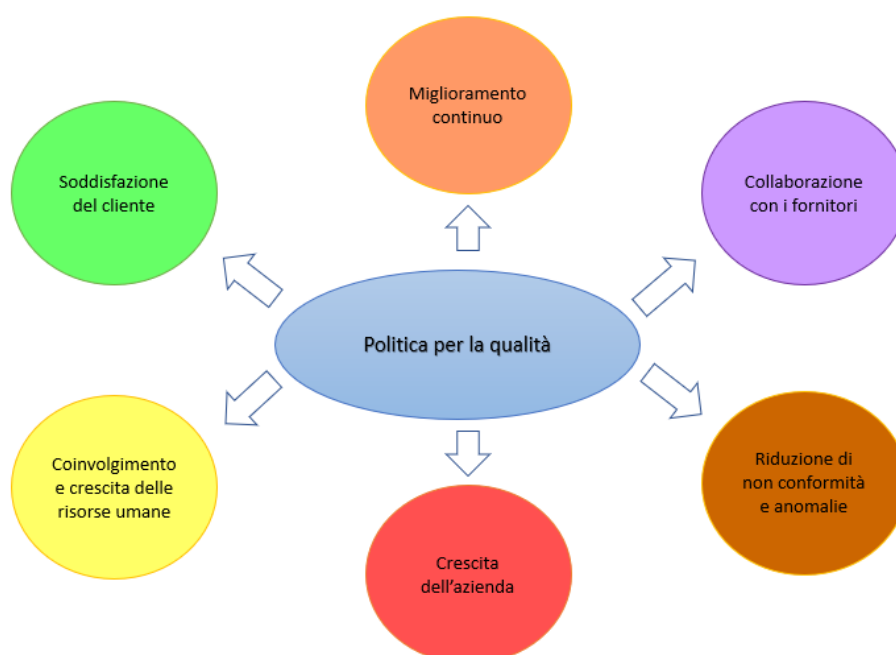 Miglioramento
continuo
Soddisfazione
del cliente
Collaborazione
con i fornitori
Politica per la qualità
Coinvolgimento
e crescita delle
risorse umane
Riduzione di
non conformità
e anomalie
Crescita
dell’azienda